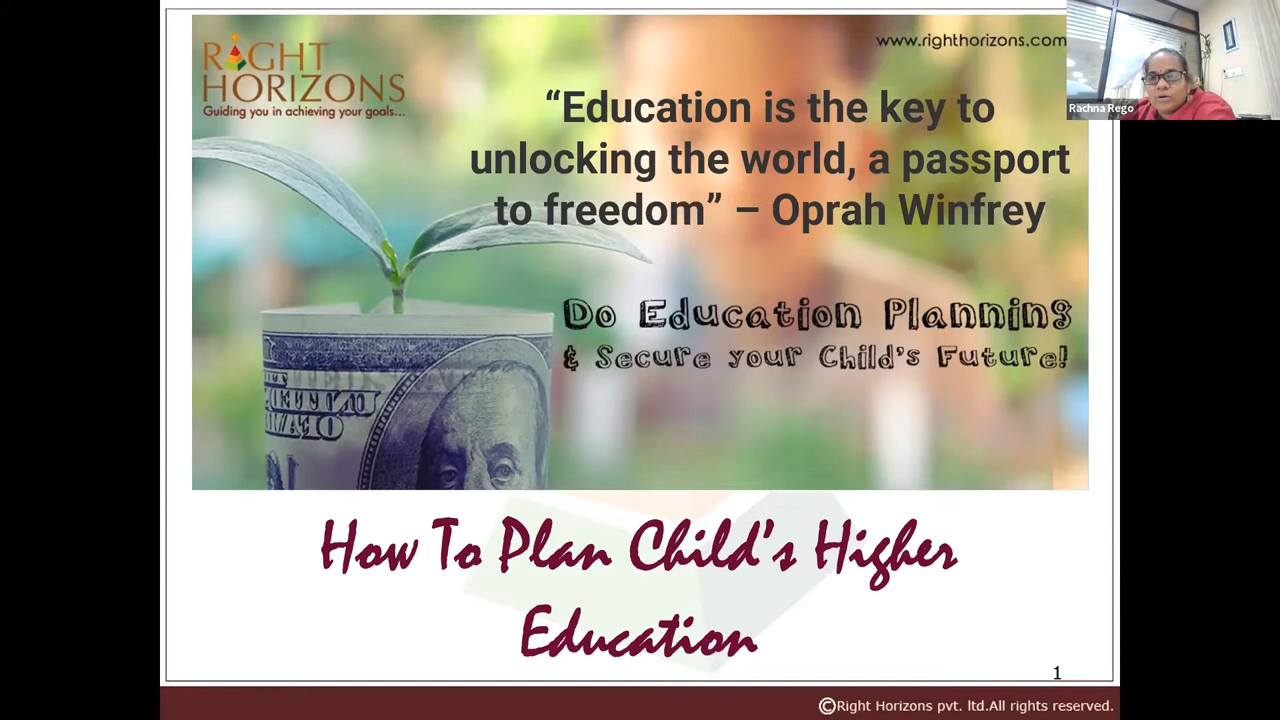 RIGHT
HORIZONS
Guiding you in achieving your goals...
www.righthorizons.com
Rachna Rego
“Education is the key to
unlocking the world, a passport
to freedom” – Oprah Winfrey
Do Education Planning
& Secure your Child's Future!
How To Plan Child's Higher
Education
1
©Right Horizons pvt. ltd.All rights reserved.